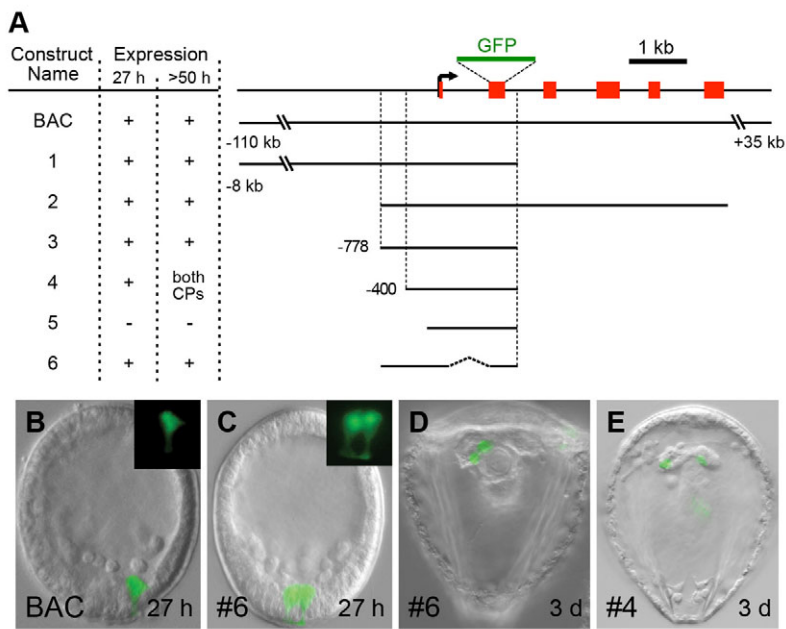 A
Construct Name
Expression
27 h >50 h
GFP
1 kb
BAC + +
-110 kb
+35 kb
1 + +
-8 kb
2 + +
3 + +
-778
4 + both CPs
-400
5 - -
6 + +
B
BAC 27 h
C
#6 27 h
D
#6 3 d
E
#4 3 d